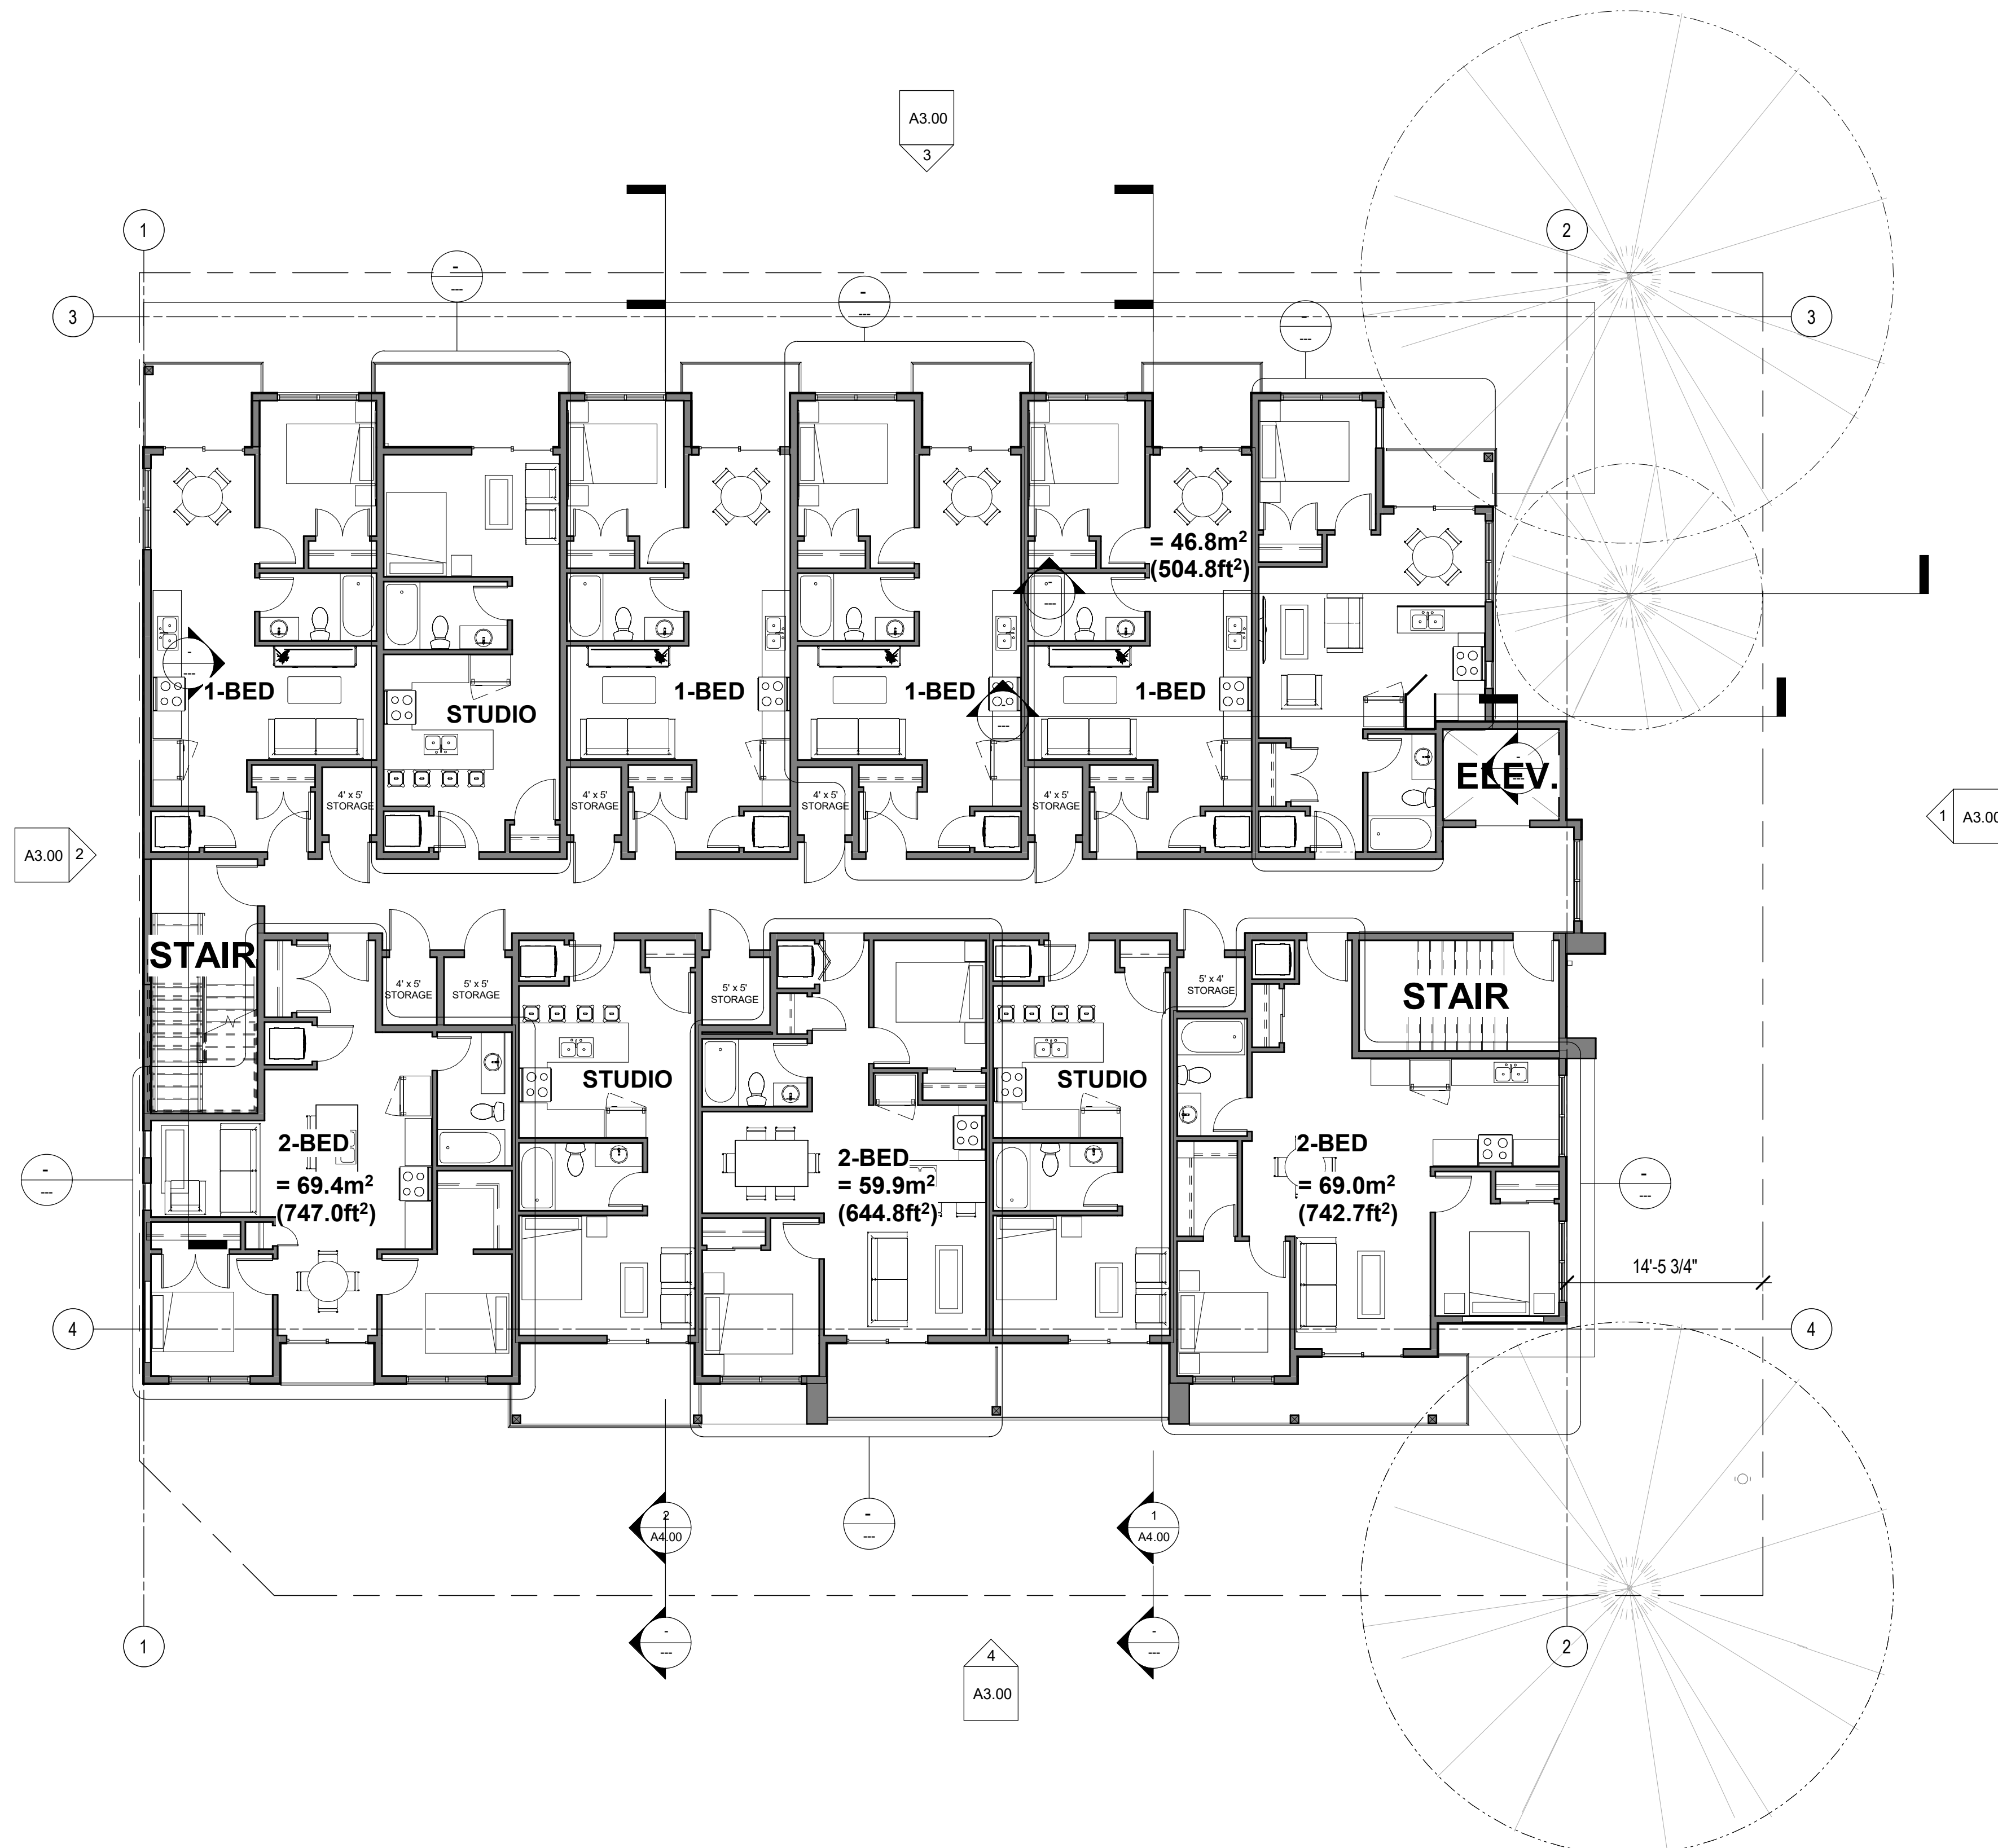 A3.00
3
1
2
-
---
-
---
-
---
3
3
= 46.8m²
(504.8ft²)
-
---
-
---
1-BED
STUDIO
1-BED
1-BED
1-BED
---
ELEV.
-
---
4' x 5'
STORAGE
4' x 5'
STORAGE
4' x 5'
STORAGE
4' x 5'
STORAGE
A3.00
2
1
A3.00
STAIR
4' x 5'
STORAGE
5' x 5'
STORAGE
5' x 5'
STORAGE
5' x 4'
STORAGE
STAIR
STUDIO
STUDIO
2-BED
= 69.4m²
(747.0ft²)
2-BED
= 59.9m²
(644.8ft²)
2-BED
= 69.0m²
(742.7ft²)
-
---
-
---
14'-5 3/4"
4
4
2
A4.00
-
---
1
A4.00
1
-
---
-
---
2
4
A3.00